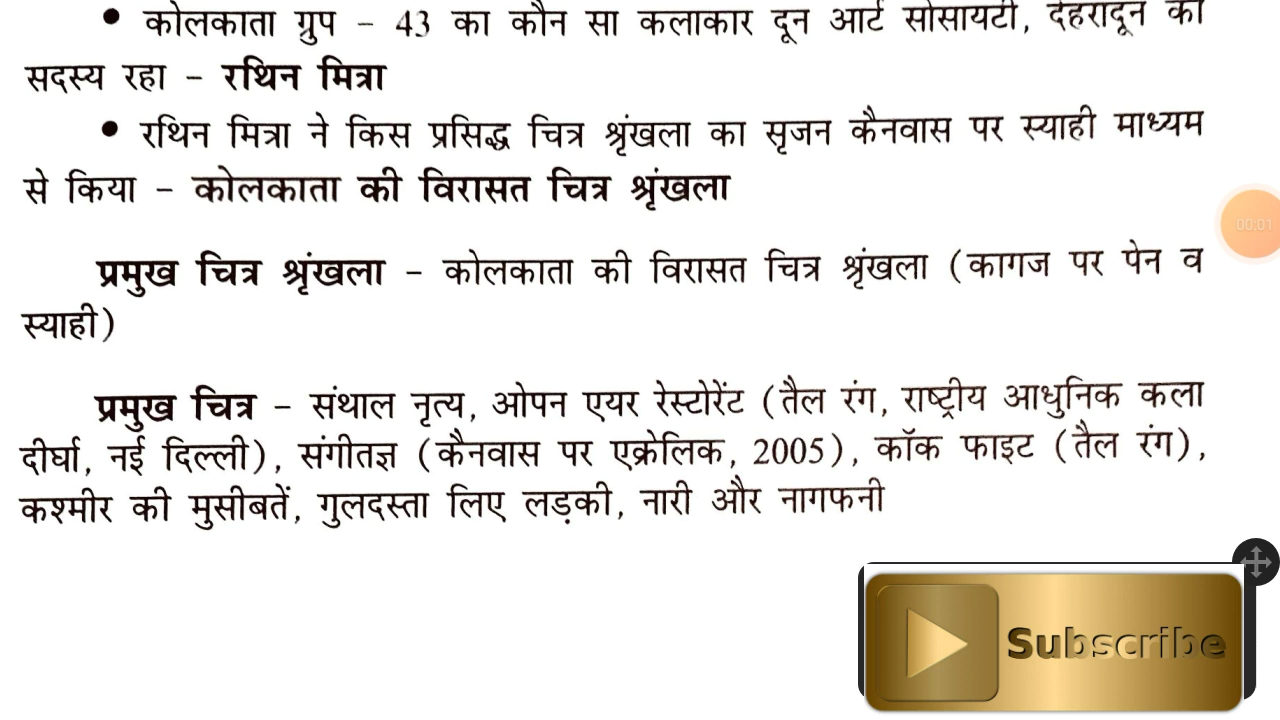 • कोलकाता ग्रुप – 43 का कौन सा कलाकार दून आर्ट सोसायटी, देहरादून का
सदस्य रहा – रथिन मित्रा
• रथिन मित्रा ने किस प्रसिद्ध चित्र श्रृंखला का सृजन कैनवास पर स्याही माध्यम
से किया – कोलकाता की विरासत चित्र श्रृंखला
00:01
प्रमुख चित्र श्रृंखला – कोलकाता की विरासत चित्र श्रृंखला (कागज पर पेन व
स्याही)
प्रमुख चित्र – संथाल नृत्य, ओपन एयर रेस्टोरेंट (तैल रंग, राष्ट्रीय आधुनिक कला
दीर्घा, नई दिल्ली), संगीतज्ञ (कैनवास पर एक्रेलिक, 2005), कॉक फाइट (तैल रंग),
कश्मीर की मुसीबतें, गुलदस्ता लिए लड़की, नारी और नागफनी
Subscribe